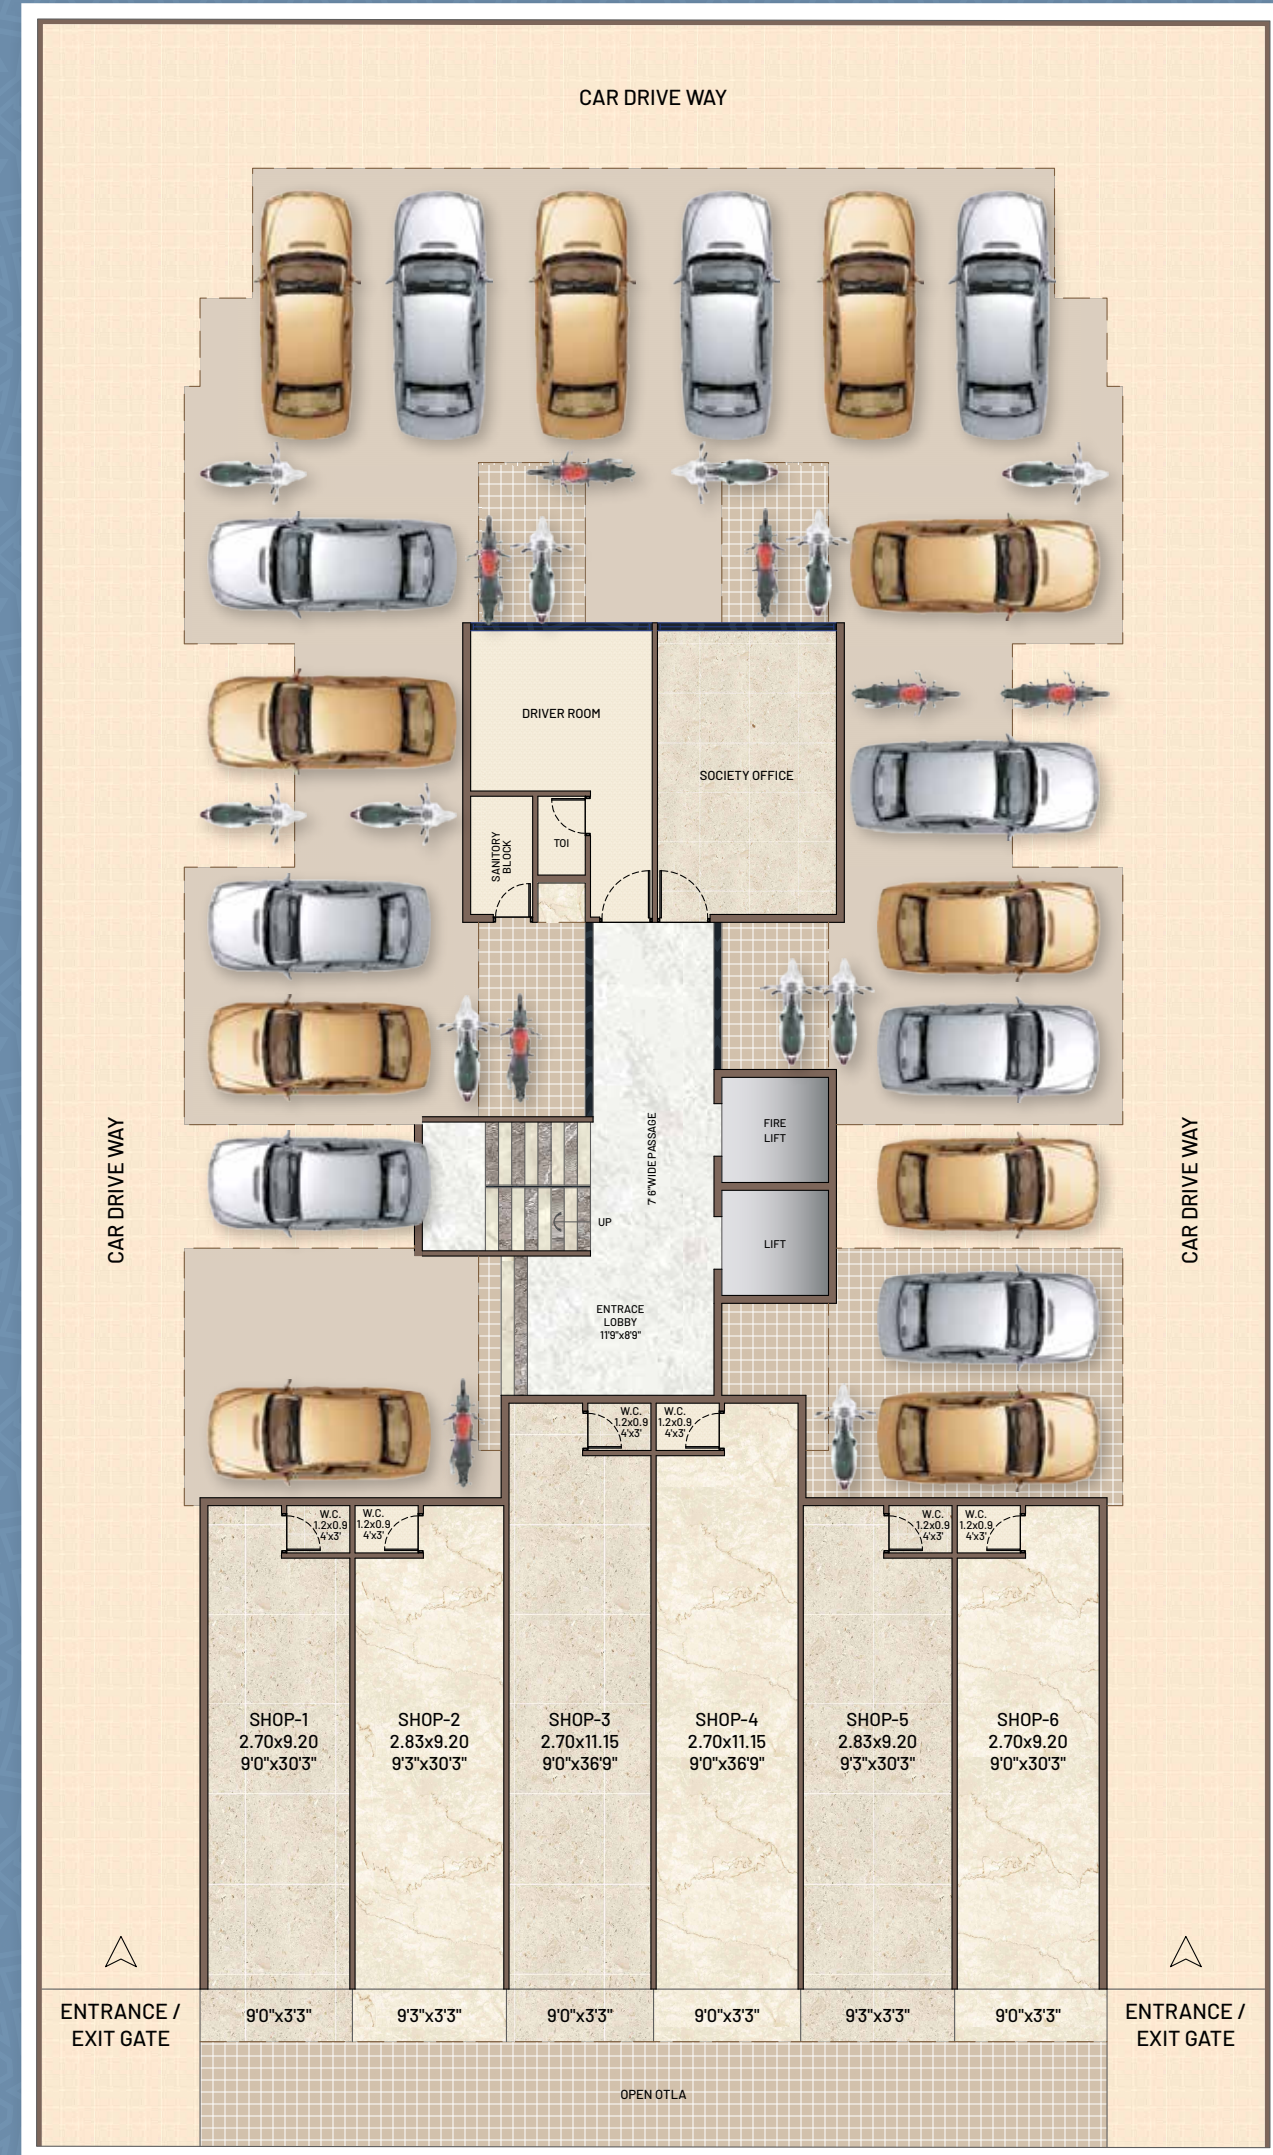 CAR DRIVE WAY
DRIVER ROOM
SOCIETY OFFICE
SANITORY
BLOCK
TOI
CAR DRIVE WAY
7'6"WIDE PASSAGE
FIRE
LIFT
CAR DRIVE WAY
UP
LIFT
ENTRACE
LOBBY
11'9"x8'9"
W.C.
1.2x0.9
4'x3'
W.C.
1.2x0.9
4'x3'
W.C.
1.2x0.9
4'x3'
W.C.
1.2x0.9
4'x3'
W.C.
1.2x0.9
4'x3'
W.C.
1.2x0.9
4'x3'
SHOP-1
2.70x9.20
9'0"x30'3"
SHOP-2
2.83x9.20
9'3"x30'3"
SHOP-3
2.70x11.15
9'0"x36'9"
SHOP-4
2.70x11.15
9'0"x36'9"
SHOP-5
2.83x9.20
9'3"x30'3"
SHOP-6
2.70x9.20
9'0"x30'3"
ENTRANCE /
EXIT GATE
9'0"x3'3"
9'3"x3'3"
9'0"x3'3"
9'0"x3'3"
9'3"x3'3"
9'0"x3'3"
ENTRANCE /
EXIT GATE
OPEN OTLA